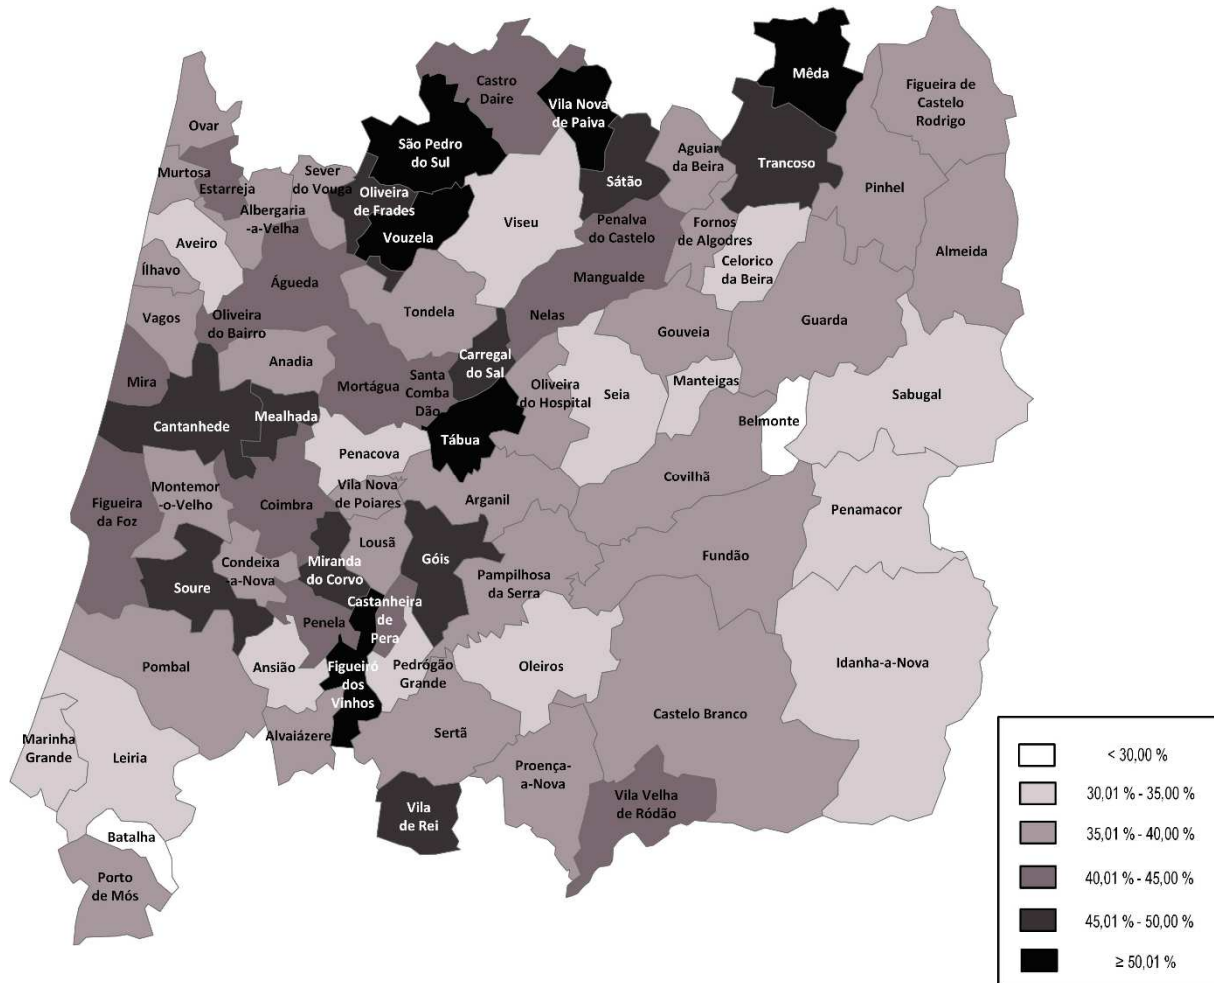 Mêda
Castro
Daire
Figueira de
Castelo
Rodrigo
Vila Nova
de Paiva
Ovar
São Pedro
do Sul
Aguiar
da Beira
Trancoso
Murtosa
Estarreja
Sever
do Vouga
Sátão
Pinhel
Oliveira
de Frades
Albergaria
-a-Velha
Viseu
Penalva
do Castelo
Fornos
de Algodres
Aveiro
Vouzela
Almeida
Celorico
da Beira
Ílhavo
Águeda
Mangualde
Vagos
Oliveira
do Bairro
Tondela
Nelas
Gouveia
Guarda
Anadia
Carregal
do Sal
Mira
Mortágua
Santa
Comba
Dão
Oliveira
do Hospital
Seia
Manteigas
Sabugal
Cantanhede
Mealhada
Belmonte
Tábua
Penacova
Covilhã
Montemor
-o-Velho
Vila Nova
de Poiares
Arganil
Figueira
da Foz
Coimbra
Penamacor
Lousã
Fundão
Condeixa
-a-Nova
Miranda
do Corvo
Góis
Soure
Pampilhosa
da Serra
Castanheira
de
Pera
Penela
Pombal
Ansião
Figueiró
dos
Vinhos
Pedrógão
Grande
Oleiros
Idanha-a-Nova
Castelo Branco
Alvaiázere
Sertã
Marinha
Grande
Leiria
Proença-
a-Nova
Vila Velha
de Ródão
Vila
de Rei
Batalha
Porto
de Mós
< 30,00 %
30,01 % - 35,00 %
35,01 % - 40,00 %
40,01 % - 45,00 %
45,01 % - 50,00 %
≥ 50,01 %